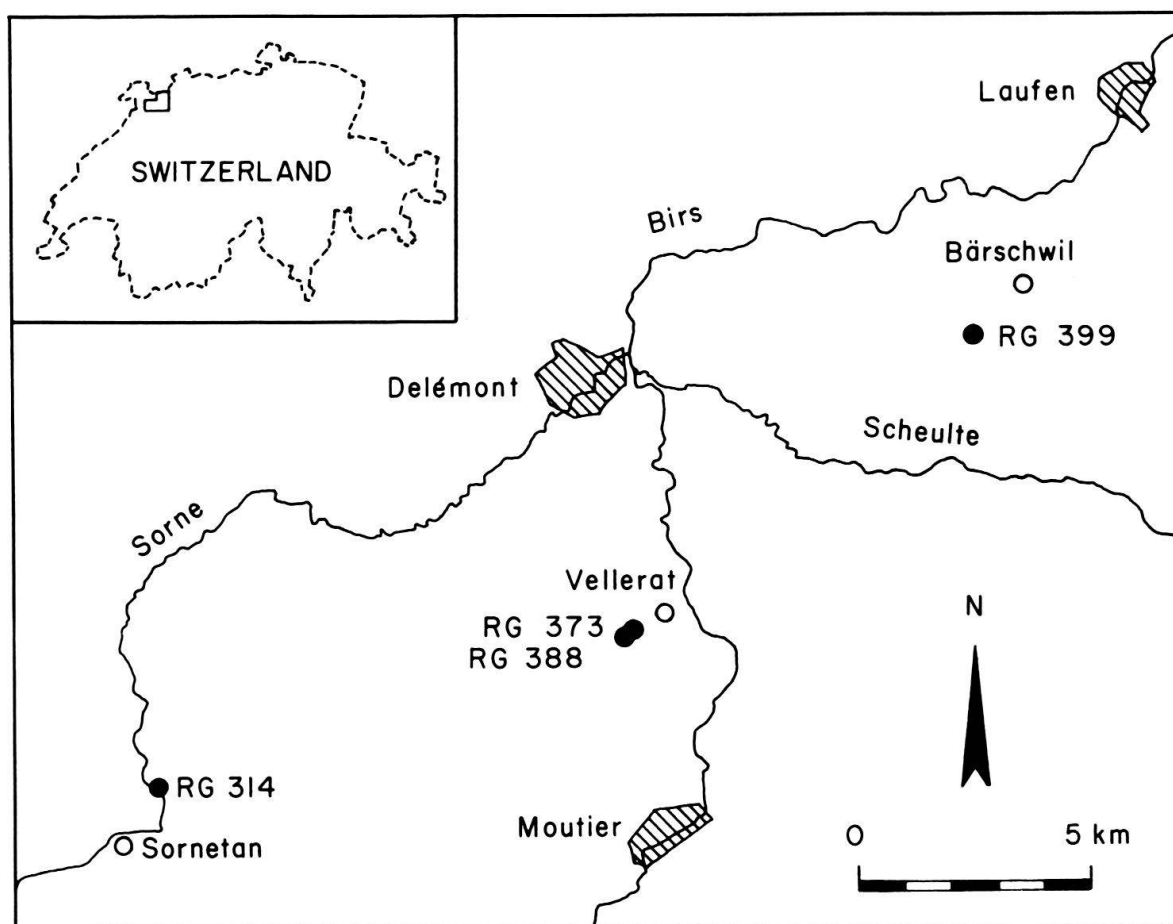 SWITZERLAND
Laufen
Birs
Bärschwil
RG 399
Delémont
Scheulte
Sorne
Vellerat
RG 373
RG 388
N
RG 314
Moutier
0 5 km
Sornetan